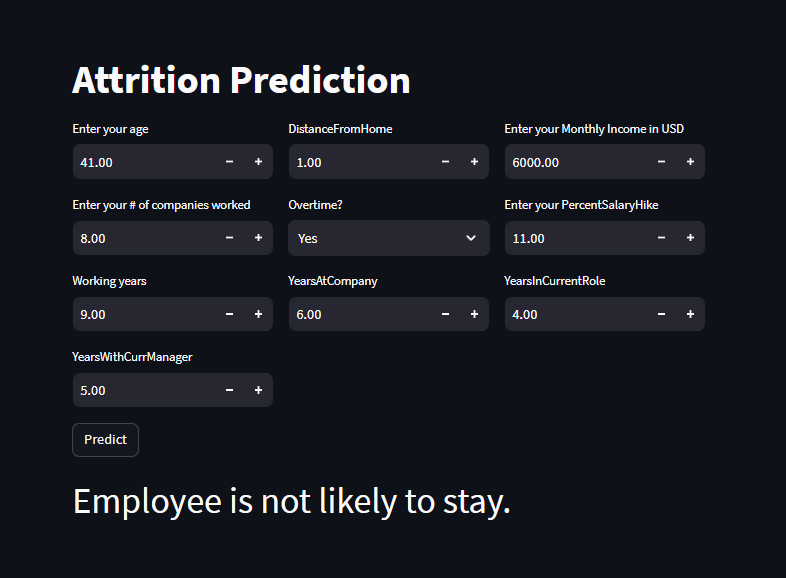 Attrition Prediction
Enter your age
DistanceFromHome
Enter your Monthly Income in USD
41.00 − +
1.00 − +
6000.00 − +
Enter your # of companies worked
Overtime?
Enter your PercentSalaryHike
8.00 − +
Yes
11.00 − +
Working years
YearsAtCompany
YearsInCurrentRole
9.00 − +
6.00 − +
4.00 − +
YearsWithCurrManager
5.00 − +
Predict
Employee is not likely to stay.